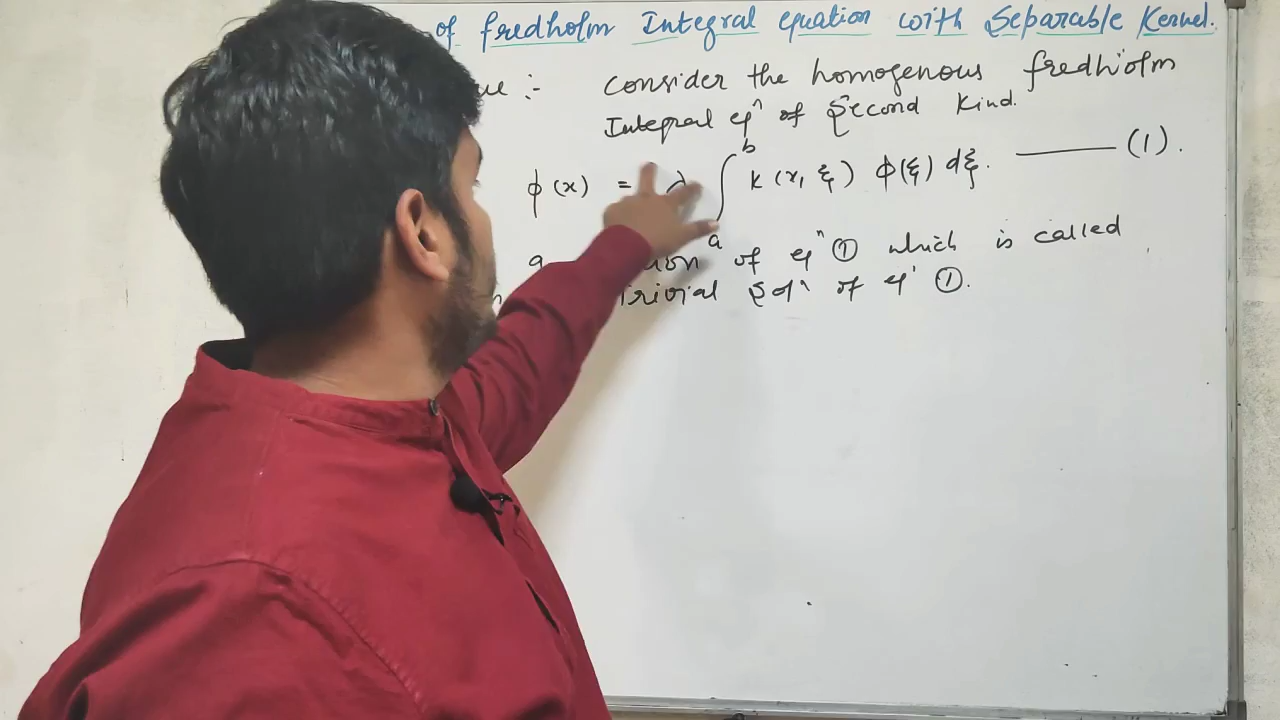 of fredholm Integral equation with Separable Kernel.
ue :- Consider the homogenous fredholm
Integral eqⁿ of Second Kind.
ϕ(x) = λ ∫ₐᵇ K(x, ξ) ϕ(ξ) dξ. ——— (1).
of eqⁿ ① which is called
trivial Solⁿ of eqⁿ ①.